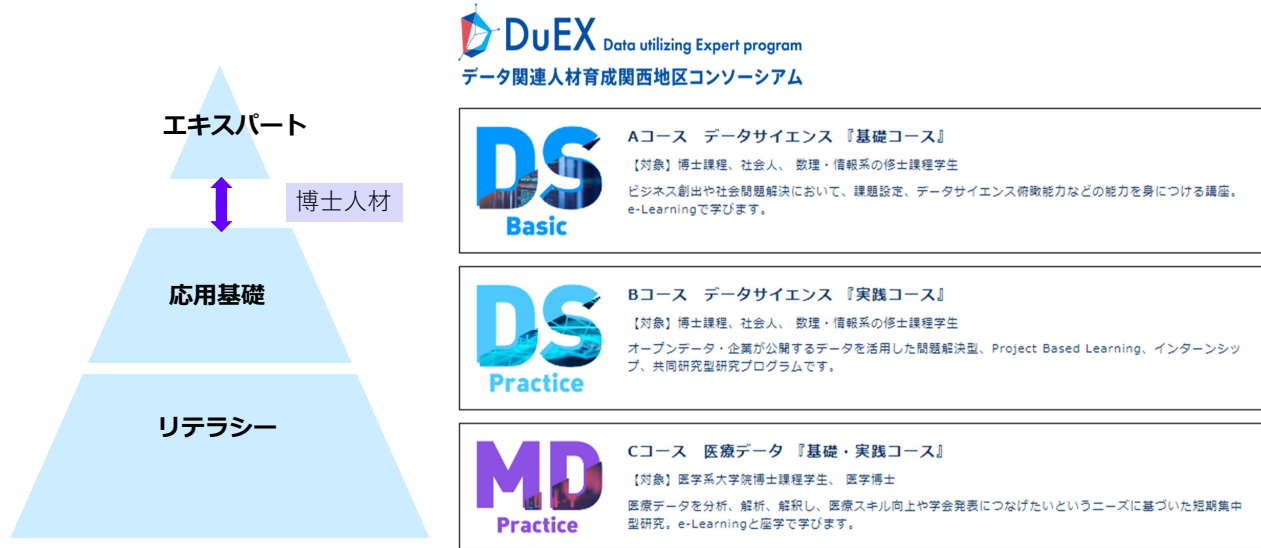 エキスパート
博士人材
応用基礎
リテラシー
DuEX Data utilizing Expert program
データ関連人材育成関西地区コンソーシアム
DS
Basic
Aコース　データサイエンス 『基礎コース』
【対象】博士課程、社会人、 数理・情報系の修士課程学生
ビジネス創出や社会問題解決において、課題設定、データサイエンス俯瞰能力などの能力を身につける講座。
e-Learningで学びます。
DS
Practice
Bコース　データサイエンス 『実践コース』
【対象】博士課程、社会人、 数理・情報系の修士課程学生
オープンデータ・企業が公開するデータを活用した問題解決型、Project Based Learning、インターンシッ
プ、共同研究型研究プログラムです。
MD
Practice
Cコース　医療データ 『基礎・実践コース』
【対象】医学系大学院博士課程学生、 医学博士
医療データを分析、解析、解釈し、医療スキル向上や学会発表につなげたいというニーズに基づいた短期集中
型研究。e-Learningと座学で学びます。